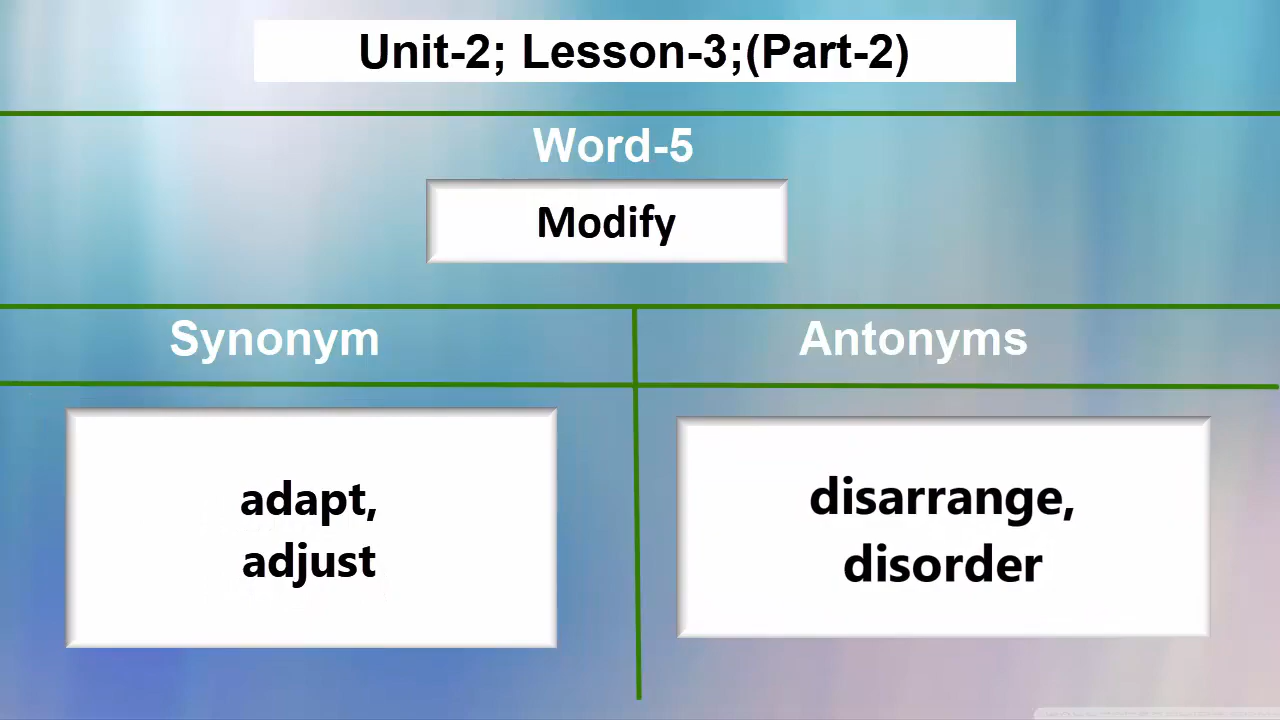 Unit-2; Lesson-3;(Part-2)
Word-5
Modify
Synonym
Antonyms
adapt,
adjust
disarrange,
disorder